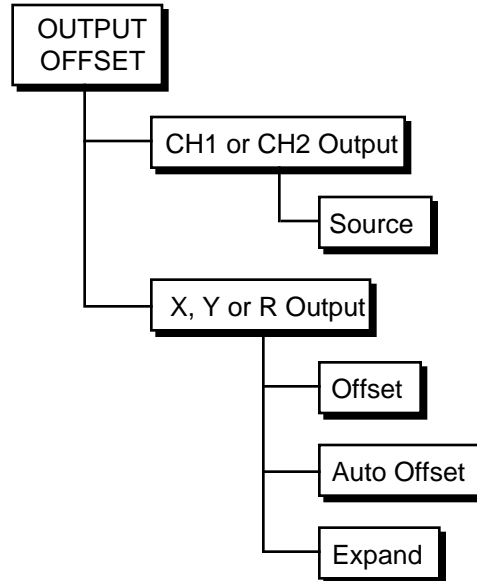 OUTPUT
OFFSET
CH1 or CH2 Output
Source
X, Y or R Output
Offset
Auto Offset
Expand